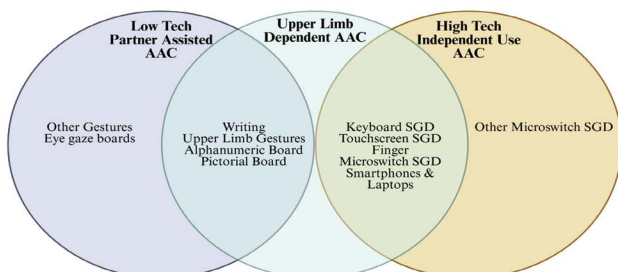 Low Tech
Partner Assisted
AAC
Upper Limb
Dependent AAC
High Tech
Independent Use
AAC
Other Gestures
Eye gaze boards
Writing
Upper Limb Gestures
Alphanumeric Board
Pictorial Board
Keyboard SGD
Touchscreen SGD
Finger
Microswitch SGD
Smartphones &
Laptops
Other Microswitch SGD